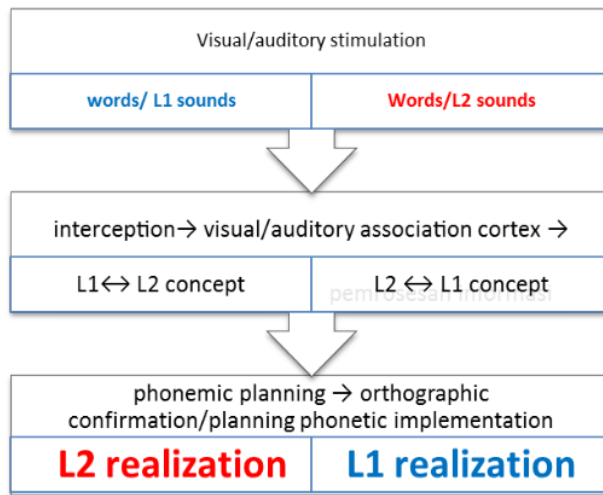 Visual/auditory stimulation
words/ L1 sounds
Words/L2 sounds
interception→ visual/auditory association cortex →
L1↔ L2 concept
L2 ↔ L1 concept
pemrosesan informasi
phonemic planning → orthographic
confirmation/planning phonetic implementation
L2 realization
L1 realization